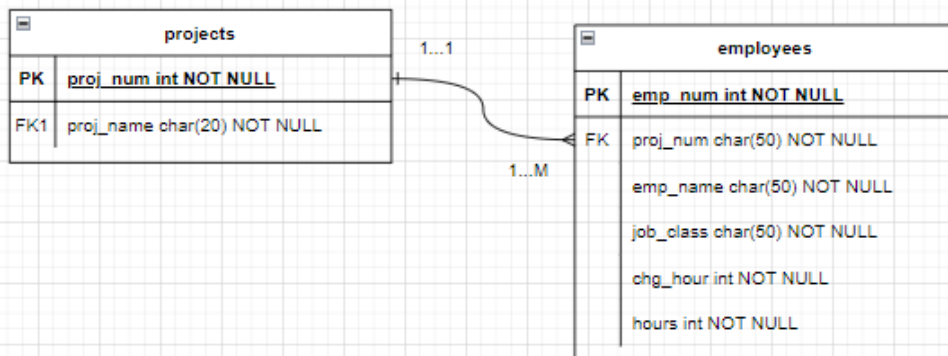 projects
PK proj_num int NOT NULL
FK1 proj_name char(20) NOT NULL
1...1
1...M
employees
PK emp_num int NOT NULL
FK proj_num char(50) NOT NULL
emp_name char(50) NOT NULL
job_class char(50) NOT NULL
chg_hour int NOT NULL
hours int NOT NULL